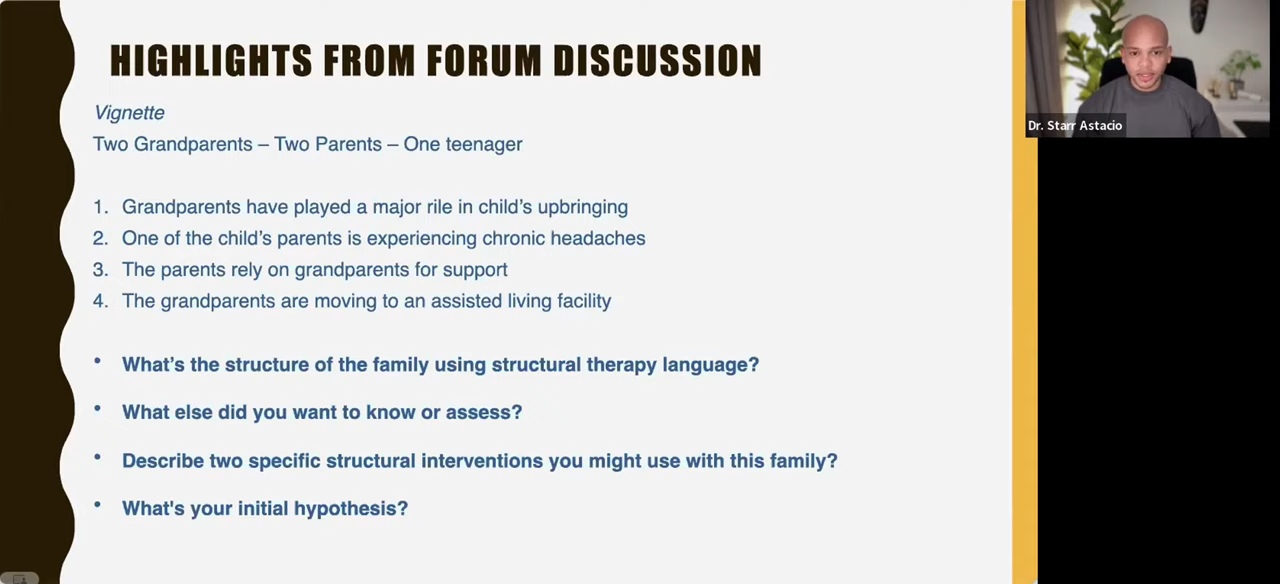 HIGHLIGHTS FROM FORUM DISCUSSION
Vignette
Two Grandparents – Two Parents – One teenager
1. Grandparents have played a major rile in child's upbringing
2. One of the child's parents is experiencing chronic headaches
3. The parents rely on grandparents for support
4. The grandparents are moving to an assisted living facility
• What's the structure of the family using structural therapy language?
• What else did you want to know or assess?
• Describe two specific structural interventions you might use with this family?
• What's your initial hypothesis?
Dr. Starr Astacio